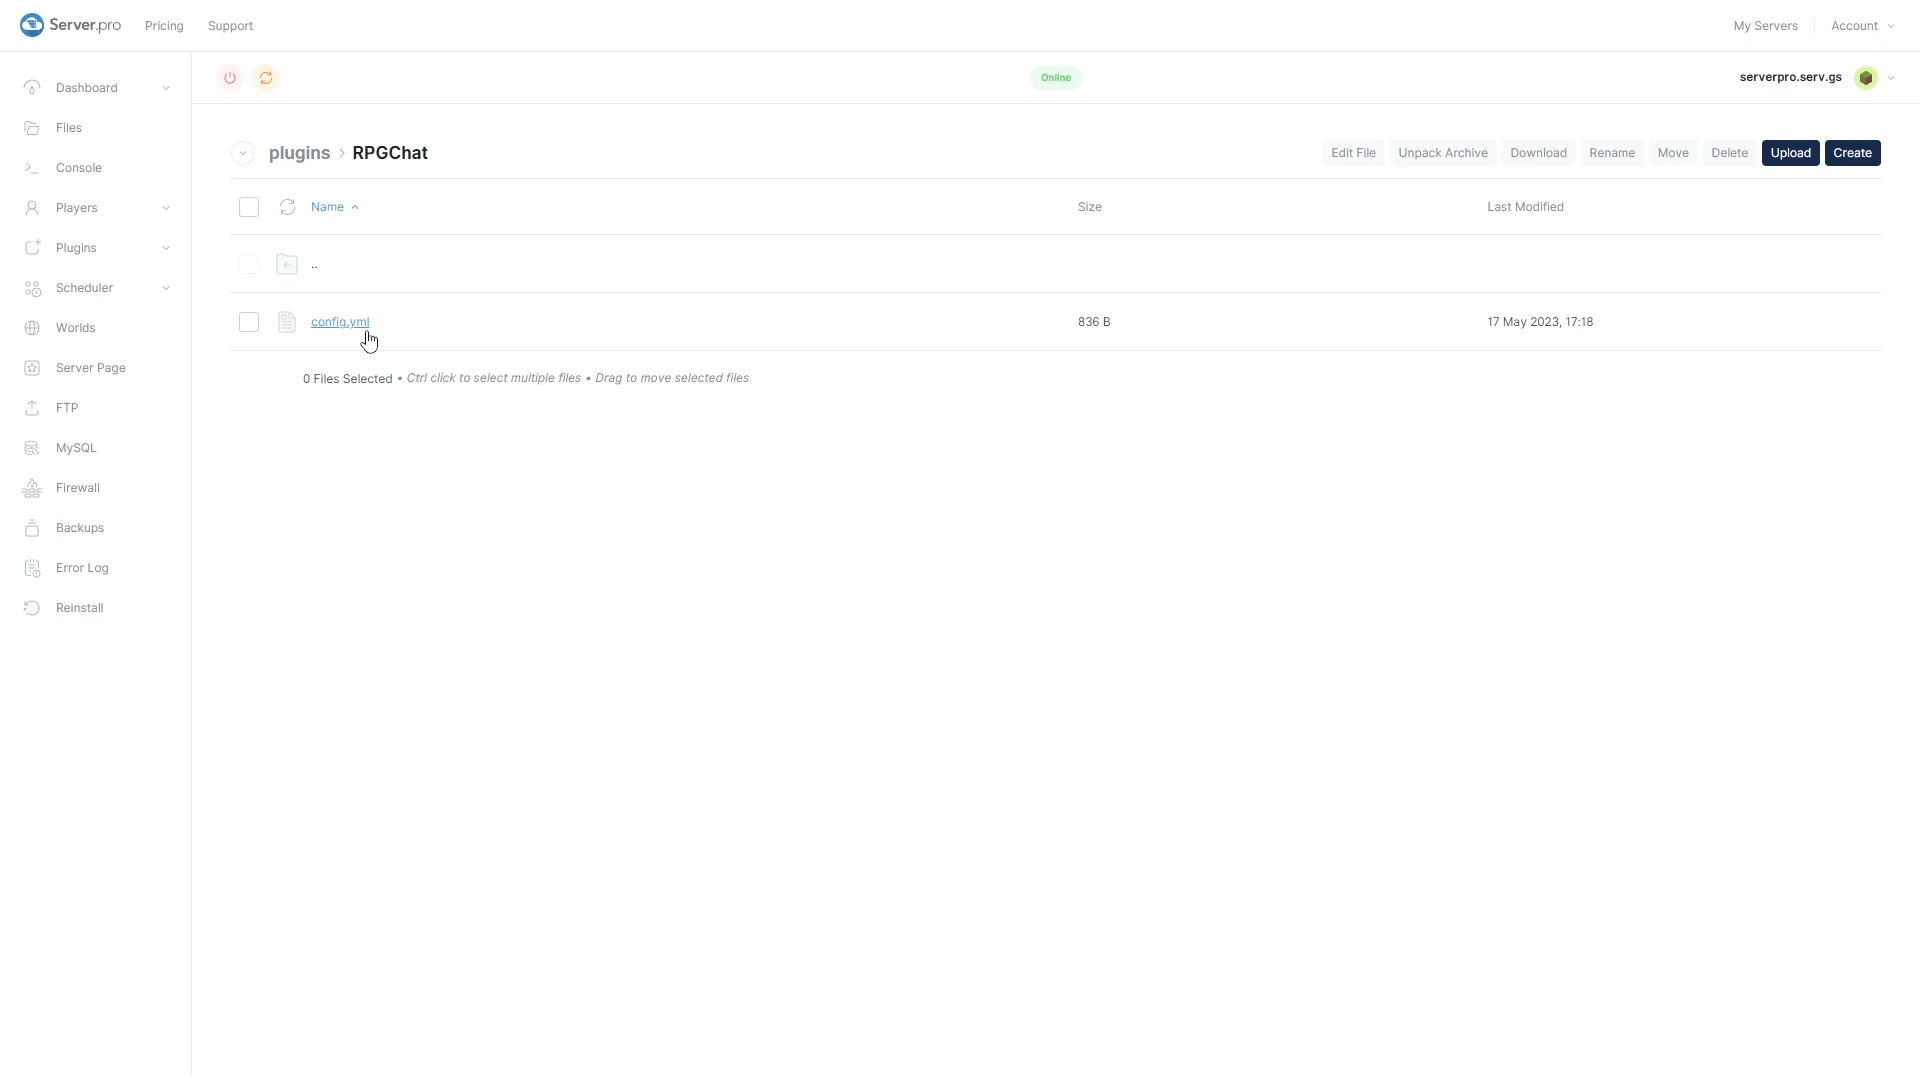 Server.pro
Pricing
Support
My Servers
Account
Online
serverpro.serv.gs
Dashboard
Files
Console
Players
Plugins
Scheduler
Worlds
Server Page
FTP
MySQL
Firewall
Backups
Error Log
Reinstall
plugins > RPGChat
Edit File
Unpack Archive
Download
Rename
Move
Delete
Upload
Create
Name
Size
Last Modified
..
config.yml
836 B
17 May 2023, 17:18
0 Files Selected • Ctrl click to select multiple files • Drag to move selected files